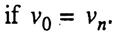 if v₀ = vₙ.